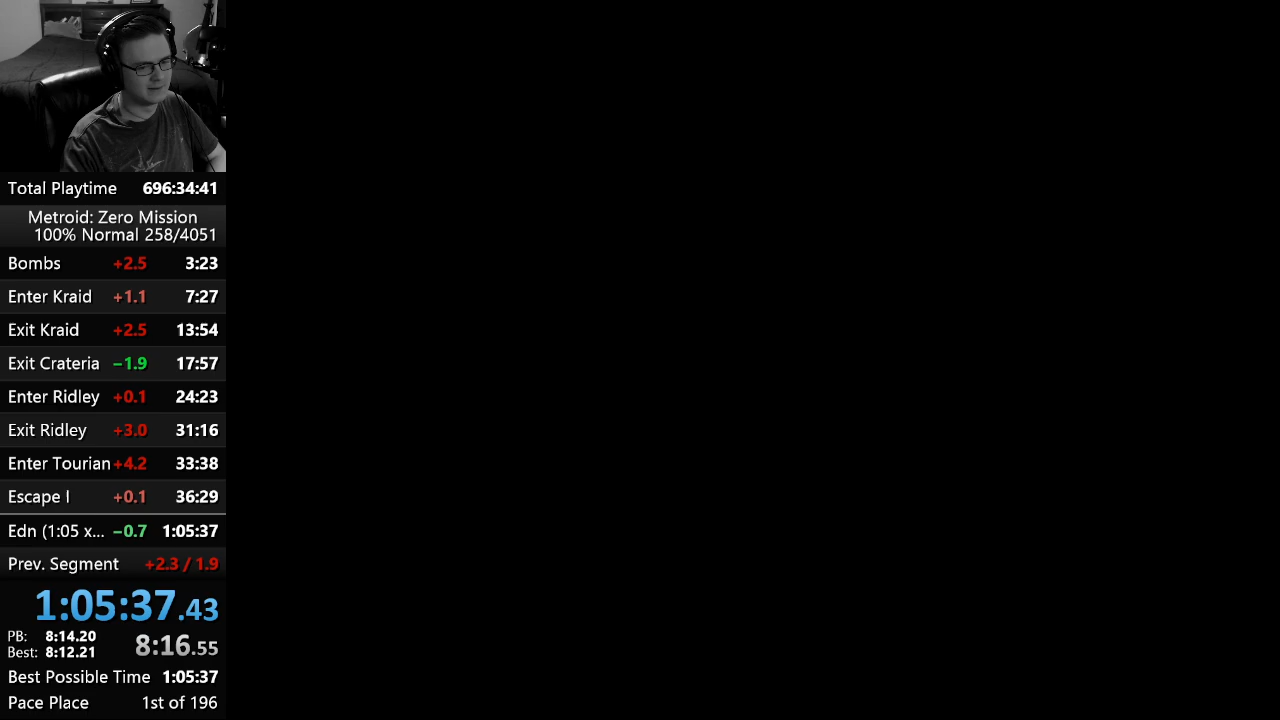 Total Playtime 696:34:41
Metroid: Zero Mission
100% Normal 258/4051
Bombs +2.5 3:23
Enter Kraid +1.1 7:27
Exit Kraid +2.5 13:54
Exit Crateria −1.9 17:57
Enter Ridley +0.1 24:23
Exit Ridley +3.0 31:16
Enter Tourian +4.2 33:38
Escape I +0.1 36:29
Edn (1:05 x... −0.7 1:05:37
Prev. Segment +2.3 / 1.9
1:05:37.43
PB: 8:14.20
Best: 8:12.21
8:16.55
Best Possible Time 1:05:37
Pace Place 1st of 196